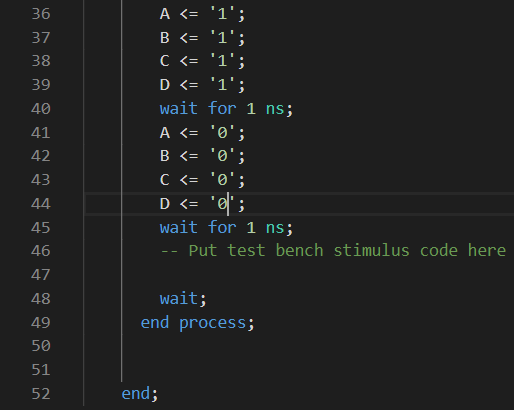 36 A <= '1';
37 B <= '1';
38 C <= '1';
39 D <= '1';
40 wait for 1 ns;
41 A <= '0';
42 B <= '0';
43 C <= '0';
44 D <= '0';
45 wait for 1 ns;
46 -- Put test bench stimulus code here
47
48 wait;
49 end process;
50
51
52 end;